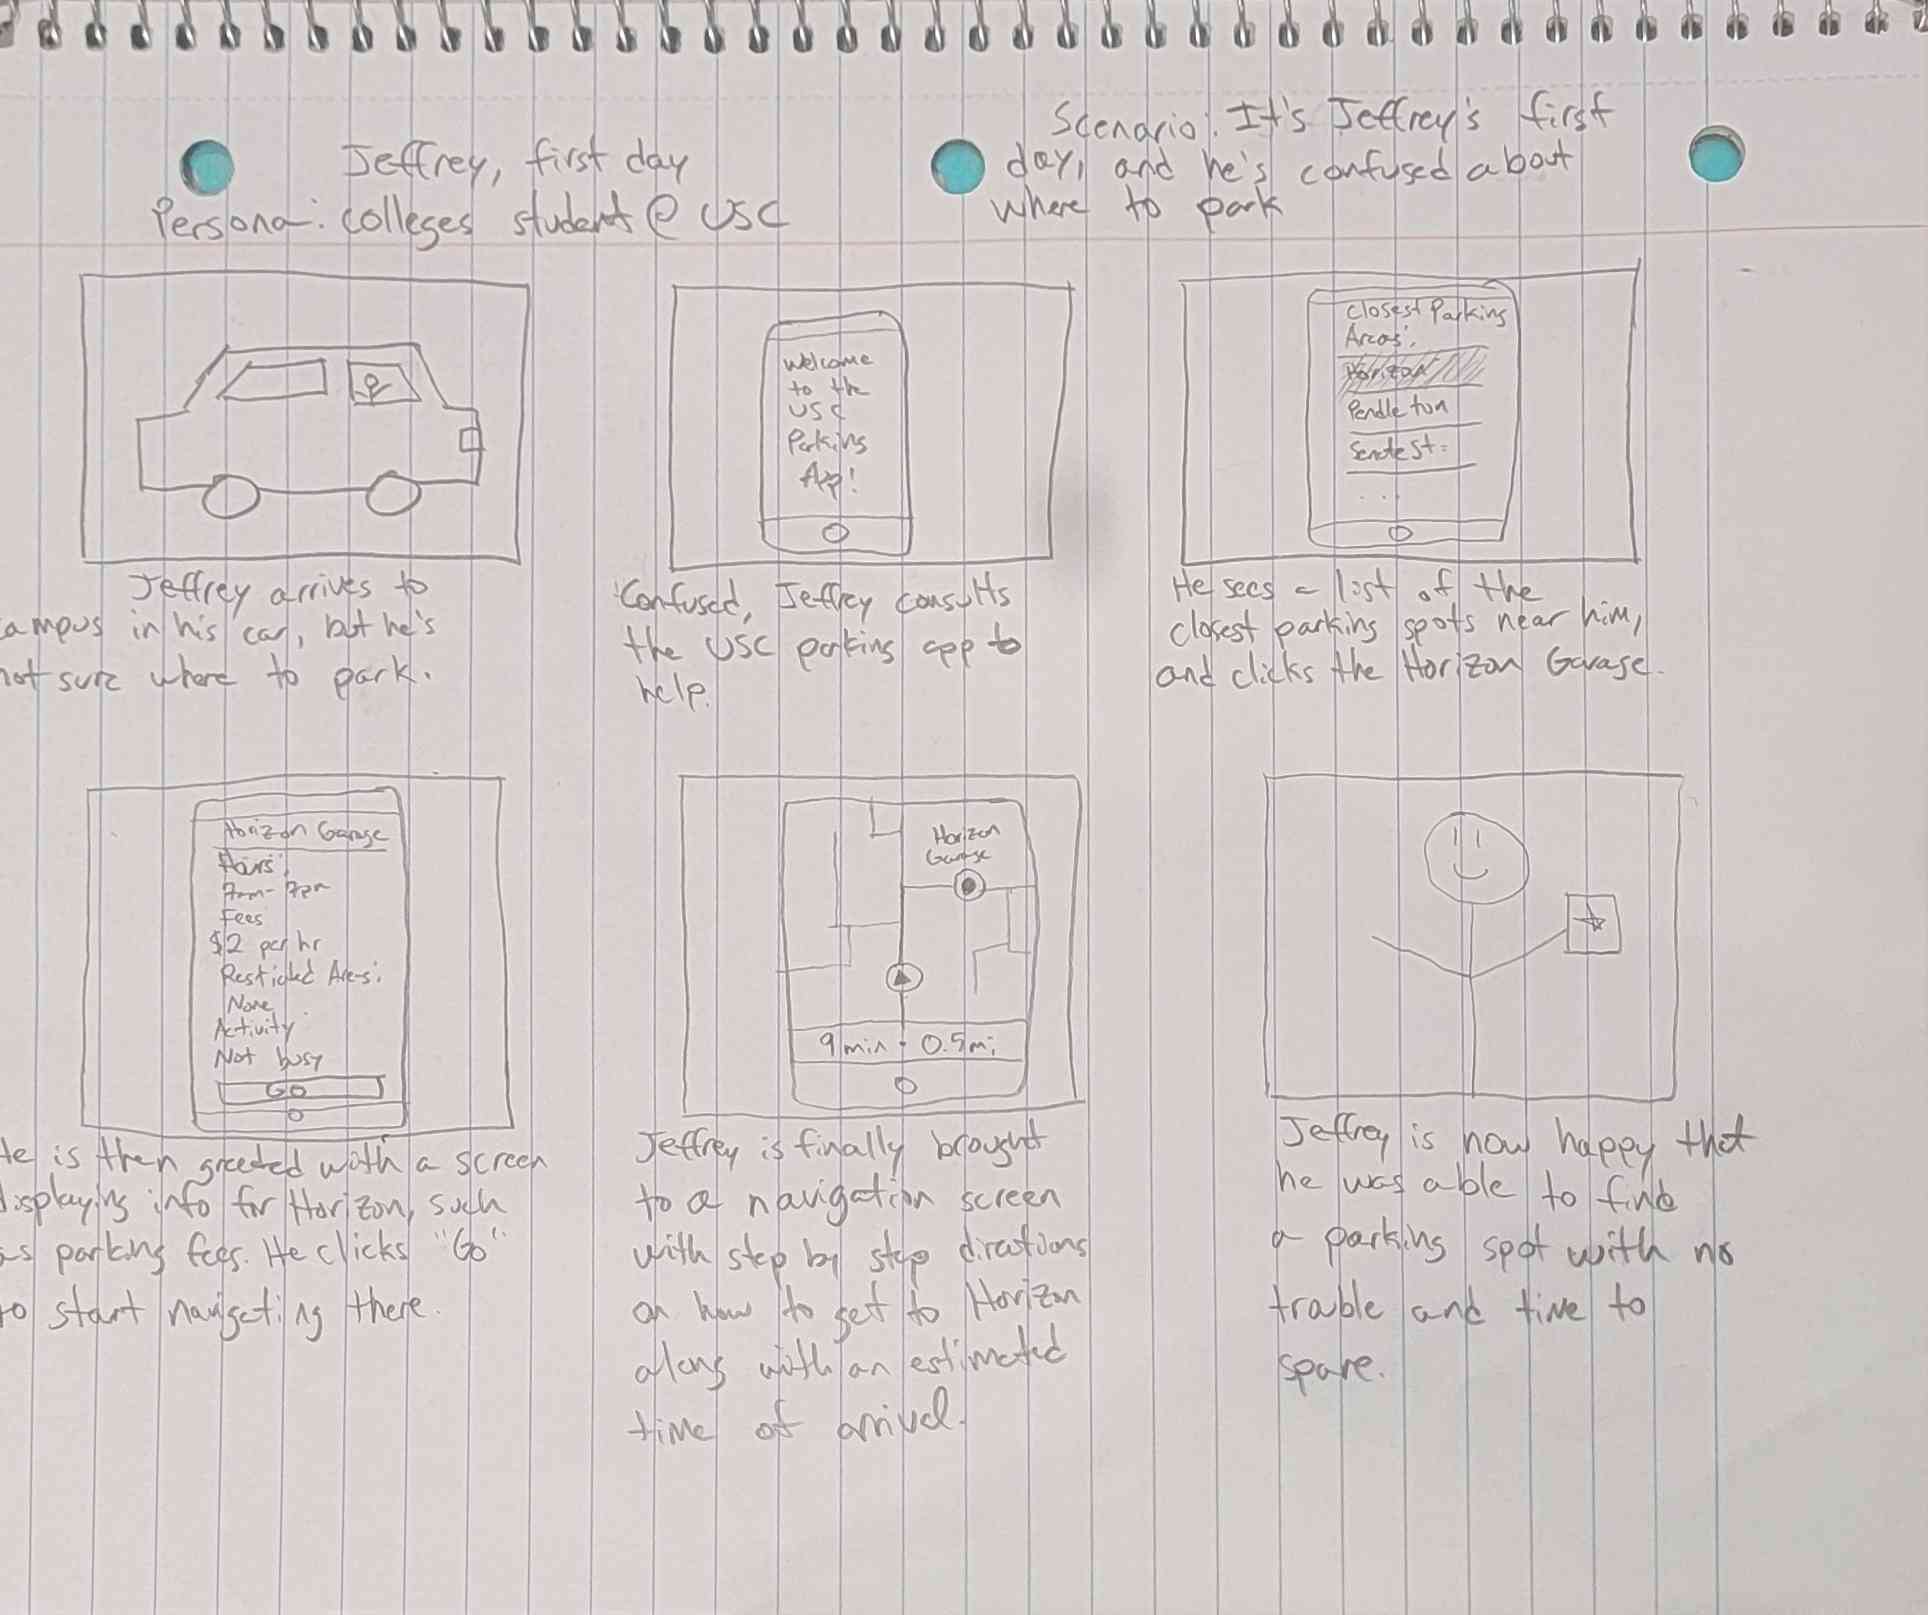 Jeffrey, first day
Persona: colleges student @ USC
Scenario: It's Jeffrey's first
day, and he's confused about
where to park
Jeffrey arrives to
ampus in his car, but he's
not sure where to park.
Welcome
to the
USC
Parking
App!
Confused, Jeffrey consults
the USC parking app to
help.
Closest Parking
Areas:
Horizon
Pendleton
Senate St.
...
He sees a list of the
closest parking spots near him,
and clicks the Horizon Garage.
Horizon Garage
Hours:
7am-7pm
Fees
$2 per hr
Resticted Areas:
None
Activity
Not busy
GO
He is then greeted with a screen
displaying info for Horizon, such
as parking fees. He clicks "Go"
to start navigating there.
Horizon
Garage
9 min · 0.5mi
Jeffrey is finally brought
to a navigation screen
with step by step directions
on how to get to Horizon
along with an estimated
time of arrival.
Jeffrey is now happy that
he was able to find
a parking spot with no
trouble and time to
spare.